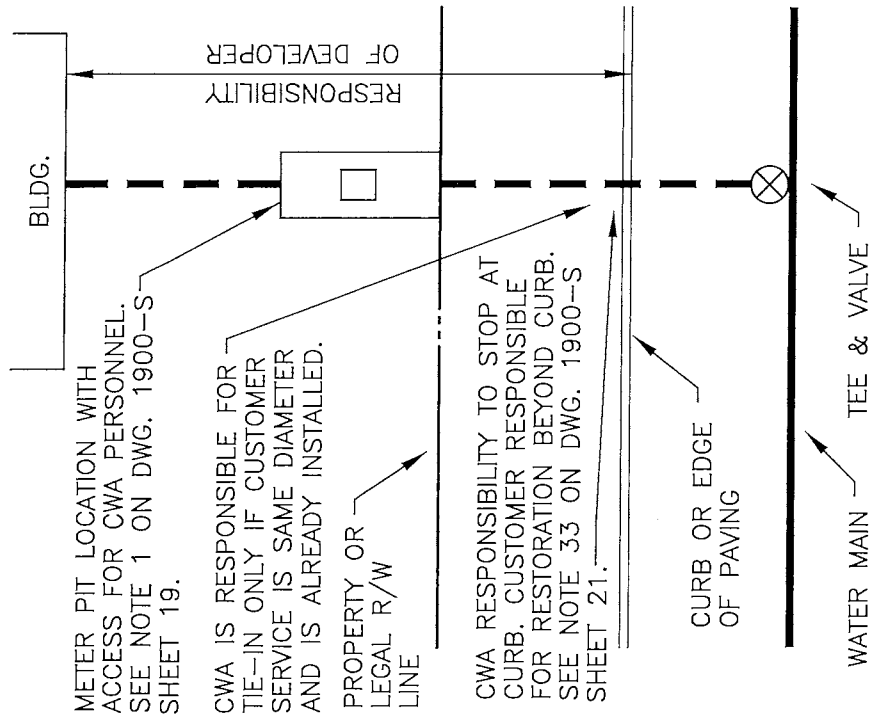 BLDG.
RESPONSIBILITY
OF DEVELOPER
METER PIT LOCATION WITH
ACCESS FOR CWA PERSONNEL.
SEE NOTE 1 ON DWG. 1900-S
SHEET 19.
CWA IS RESPONSIBLE FOR
TIE-IN ONLY IF CUSTOMER
SERVICE IS SAME DIAMETER
AND IS ALREADY INSTALLED.
PROPERTY OR
LEGAL R/W
LINE
CWA RESPONSIBILITY TO STOP AT
CURB. CUSTOMER RESPONSIBLE
FOR RESTORATION BEYOND CURB.
SEE NOTE 33 ON DWG. 1900-S
SHEET 21.
CURB OR EDGE
OF PAVING
WATER MAIN
TEE & VALVE